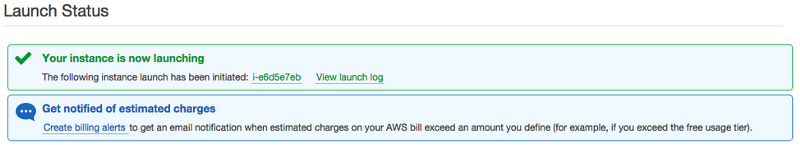 Launch Status
Your instance is now launching
The following instance launch has been initiated: i-e6d5e7eb View launch log
Get notified of estimated charges
Create billing alerts to get an email notification when estimated charges on your AWS bill exceed an amount you define (for example, if you exceed the free usage tier).